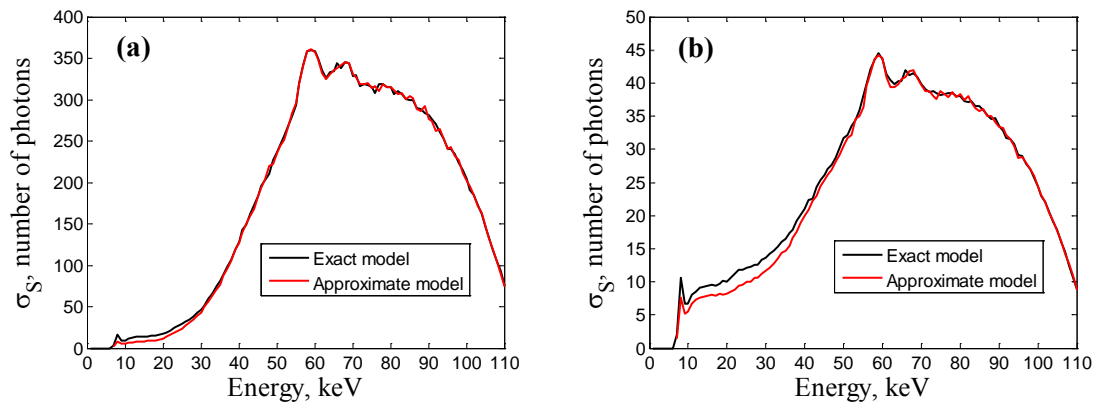 (a)
σS, number of photons
400
350
300
250
200
150
100
50
0
Exact model
Approximate model
0 10 20 30 40 50 60 70 80 90 100 110
Energy, keV
(b)
σS, number of photons
50
45
40
35
30
25
20
15
10
5
0
Exact model
Approximate model
0 10 20 30 40 50 60 70 80 90 100 110
Energy, keV